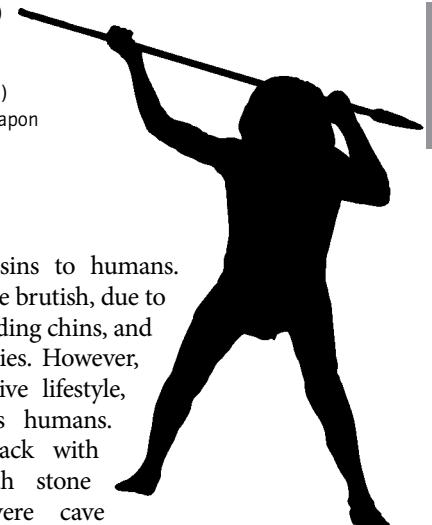 )
)
apon
sins to humans.
e brutish, due to
ding chins, and
ies. However,
ive lifestyle,
s humans.
ack with
h stone
ere cave